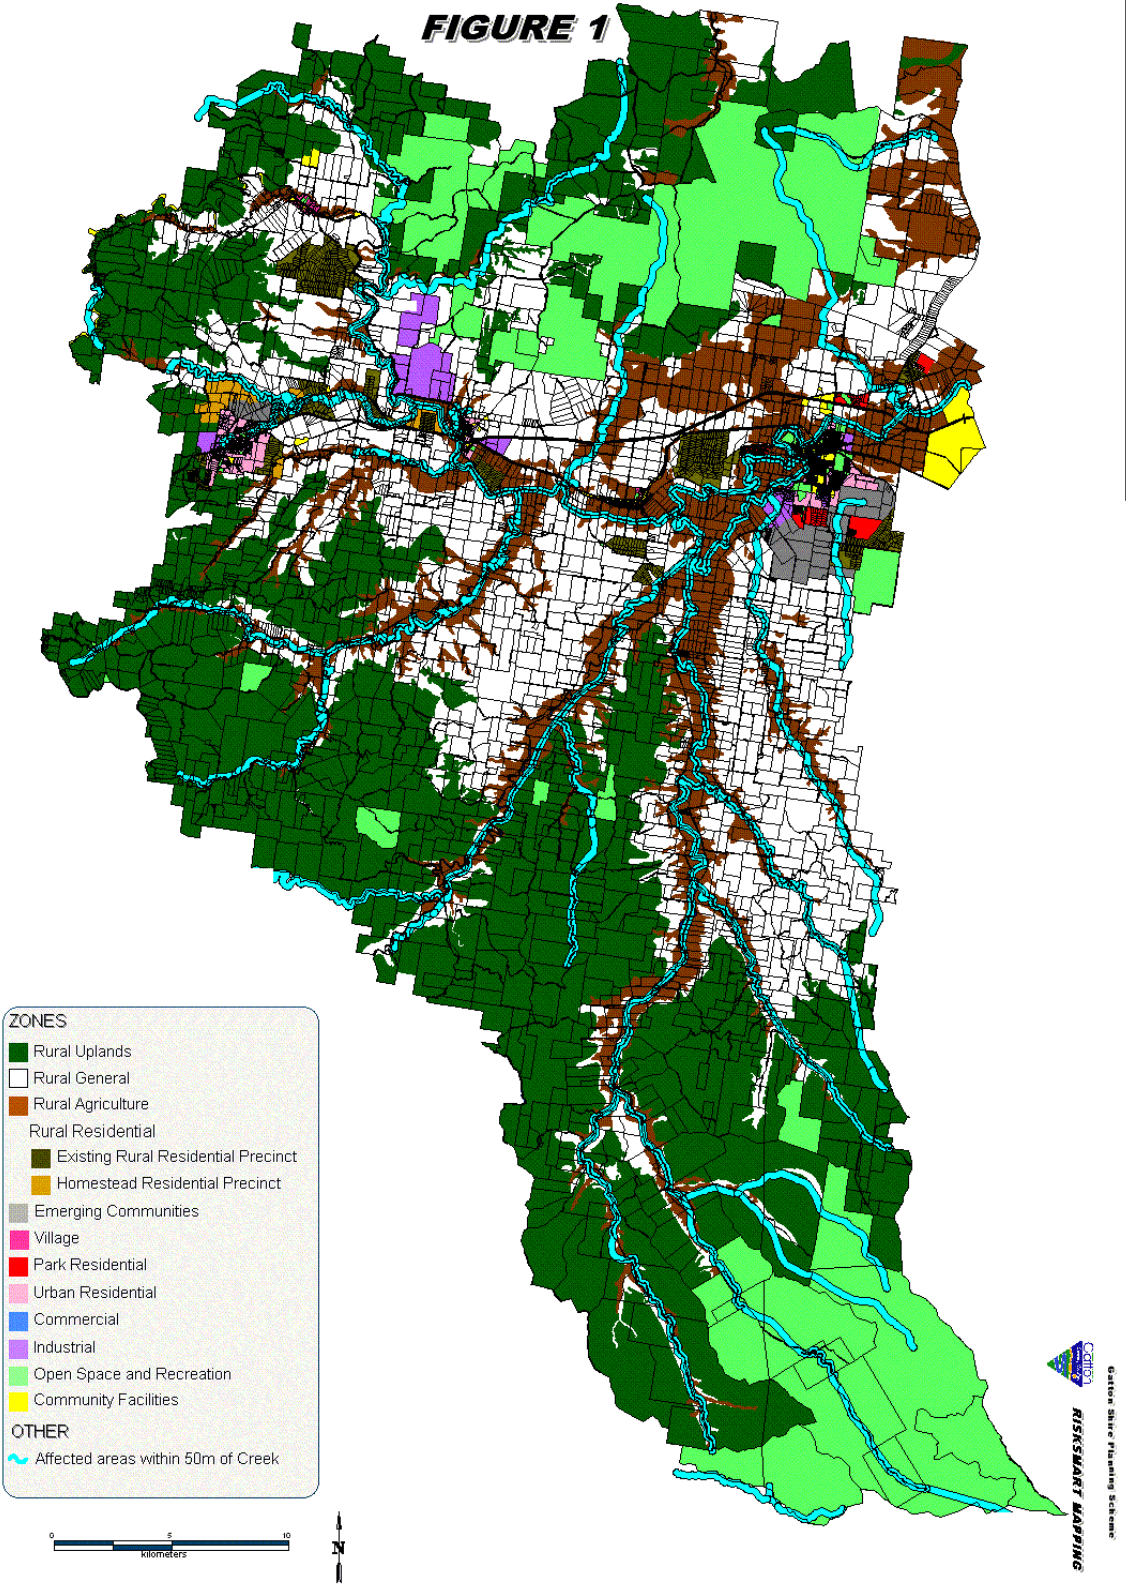 FIGURE 1
ZONES
Rural Uplands
Rural General
Rural Agriculture
Rural Residential
Existing Rural Residential Precinct
Homestead Residential Precinct
Emerging Communities
Village
Park Residential
Urban Residential
Commercial
Industrial
Open Space and Recreation
Community Facilities
OTHER
Affected areas within 50m of Creek
0 5 10
kilometers
N
Gatton
Gatton Shire Planning Scheme
RISKSMART MAPPING